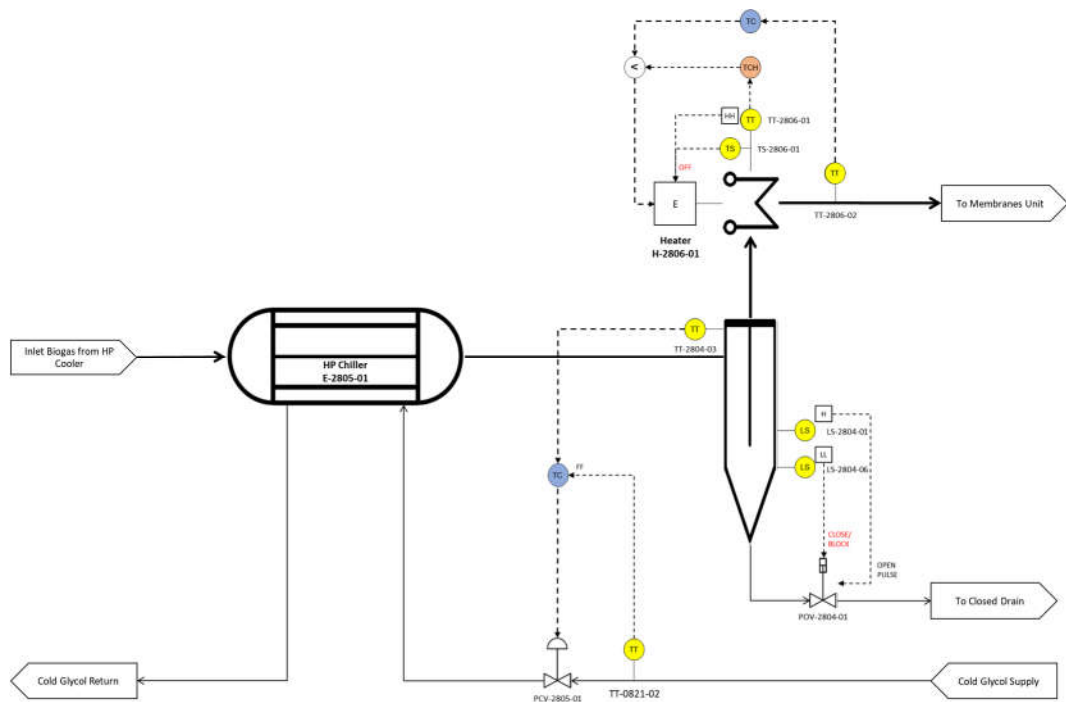 TC
<
TCH
HH
TT
TT-2806-01
TS
TS-2806-01
OFF
TT
E
TT-2806-02
To Membranes Unit
Heater
H-2806-01
Inlet Biogas from HP
Cooler
HP Chiller
E-2805-01
TT
TT-2804-03
H
LS
LS-2804-01
LL
LS
LS-2804-06
TC
FF
CLOSE/
BLOCK
OPEN
PULSE
To Closed Drain
POV-2804-01
TT
Cold Glycol Return
Cold Glycol Supply
PCV-2805-01
TT-0821-02